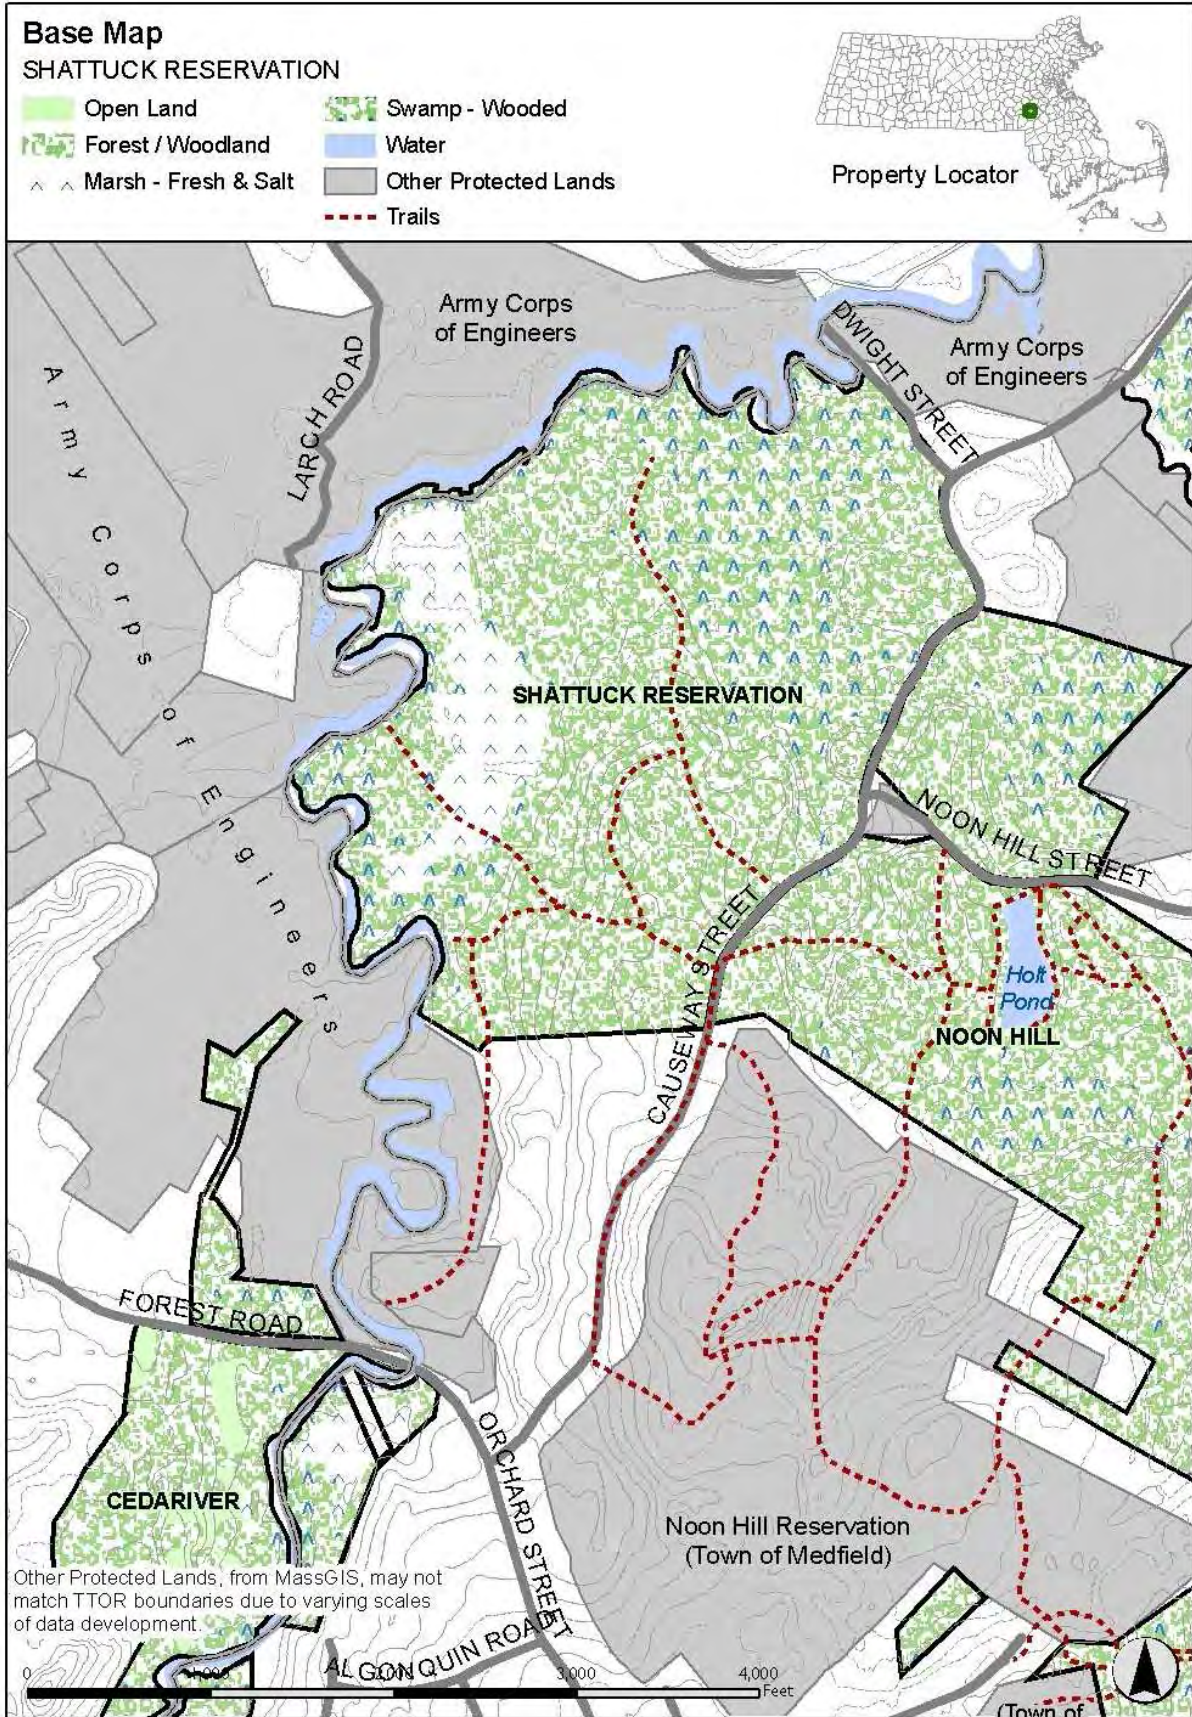 Base Map
SHATTUCK RESERVATION
Open Land
Forest / Woodland
Marsh - Fresh & Salt
Swamp - Wooded
Water
Other Protected Lands
Trails
Property Locator
Army Corps
of Engineers
DWIGHT STREET
Army Corps
of Engineers
LARCH ROAD
Army Corps of Engineers
SHATTUCK RESERVATION
NOON HILL STREET
CAUSEWAY STREET
Holt
Pond
NOON HILL
FOREST ROAD
ORCHARD STREET
CEDARIVER
Noon Hill Reservation
(Town of Medfield)
Other Protected Lands, from MassGIS, may not
match TTOR boundaries due to varying scales
of data development.
ALGONQUIN ROAD
0 1,000 2,000 3,000 4,000
Feet
(Town of